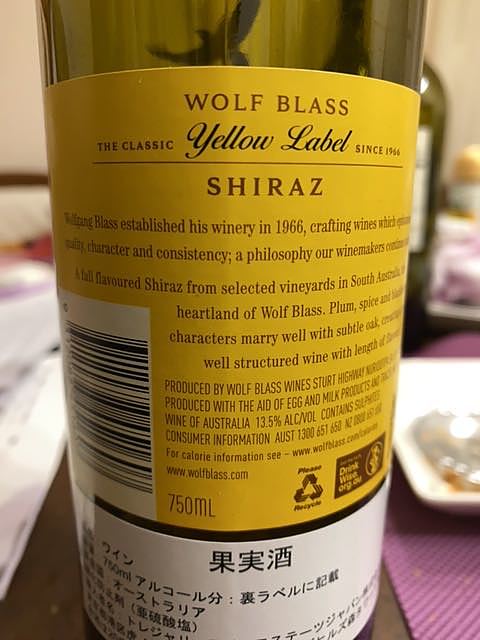 WOLF BLASS
THE CLASSIC Yellow Label SINCE 1966
SHIRAZ
Wolfgang Blass established his winery in 1966, crafting wines which
quality, character and consistency; a philosophy our winemakers
A full flavoured Shiraz from selected vineyards in South Australia,
heartland of Wolf Blass. Plum, spice and
characters marry well with subtle oak,
well structured wine with length of
PRODUCED BY WOLF BLASS WINES STURT HIGHWAY
PRODUCED WITH THE AID OF EGG AND MILK PRODUCTS AND
WINE OF AUSTRALIA 13.5% ALC/VOL CONTAINS SULPHITES
CONSUMER INFORMATION AUST 1300 651 650 NZ 0800 651
For calorie information see – www.wolfblass.com/calories
www.wolfblass.com
Please
Recycle
Drink
Wise.
org.au
750mL
果実酒
ワイン
750ml アルコール分：裏ラベルに記載
オーストラリア
(亜硫酸塩)